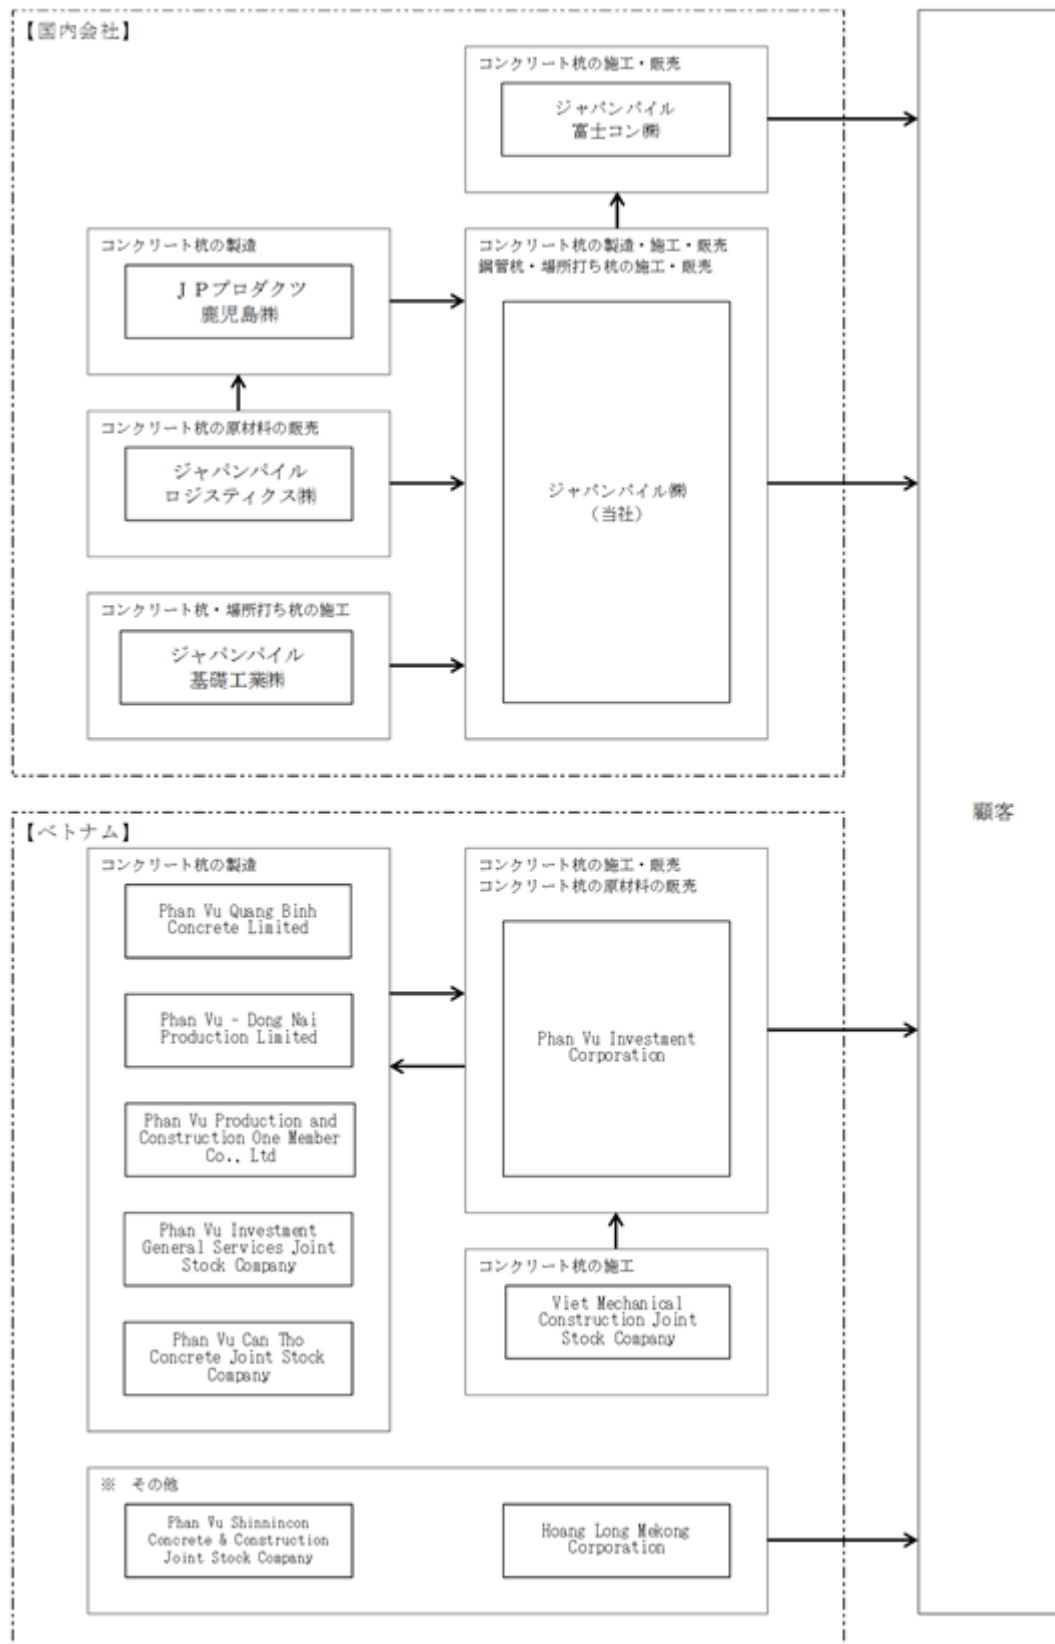 【国内会社】
コンクリート杭の施工・販売
ジャパンパイル
富士コン㈱
コンクリート杭の製造
ＪＰプロダクツ
鹿児島㈱
コンクリート杭の製造・施工・販売
鋼管杭・場所打ち杭の施工・販売
ジャパンパイル㈱
（当社）
コンクリート杭の原材料の販売
ジャパンパイル
ロジスティクス㈱
コンクリート杭・場所打ち杭の施工
ジャパンパイル
基礎工業㈱
顧客
【ベトナム】
コンクリート杭の製造
Phan Vu Quang Binh
Concrete Limited
Phan Vu - Dong Nai
Production Limited
Phan Vu Production and
Construction One Member
Co., Ltd
Phan Vu Investment
General Services Joint
Stock Company
Phan Vu Can Tho
Concrete Joint Stock
Company
コンクリート杭の施工・販売
コンクリート杭の原材料の販売
Phan Vu Investment
Corporation
コンクリート杭の施工
Viet Mechanical
Construction Joint
Stock Company
※　その他
Phan Vu Shinnincon
Concrete & Construction
Joint Stock Company
Hoang Long Mekong
Corporation